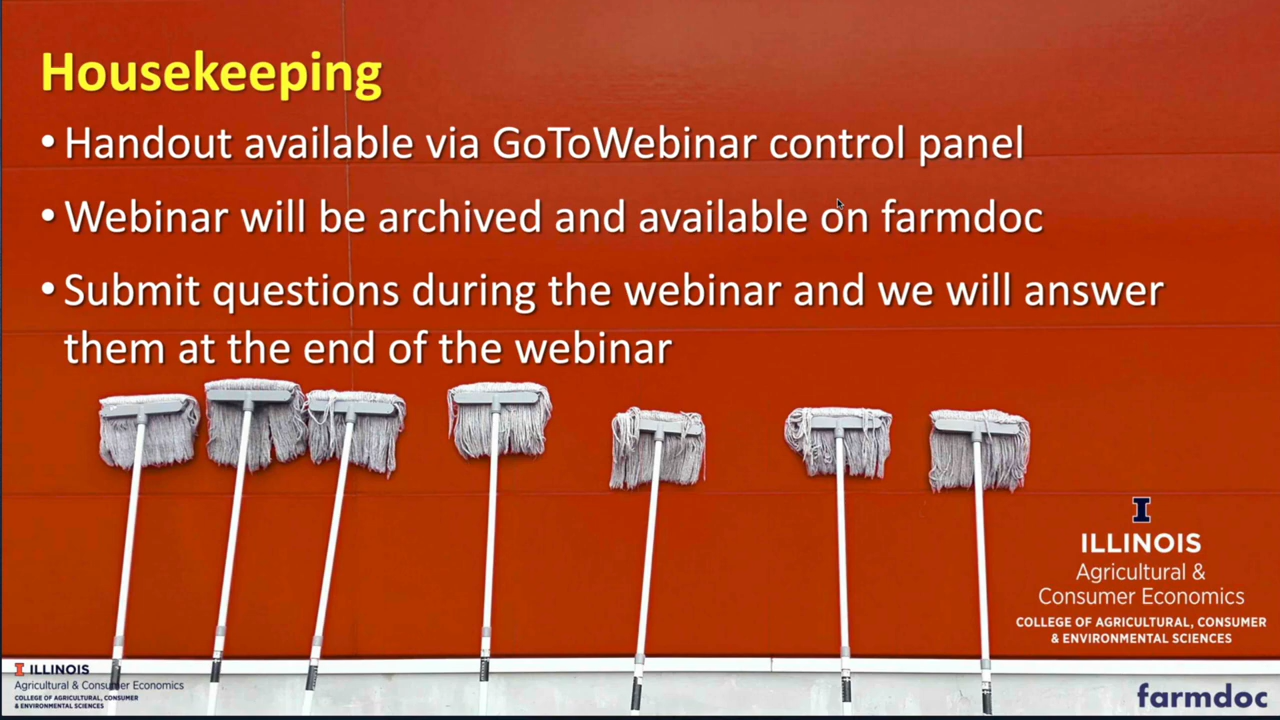 Housekeeping
• Handout available via GoToWebinar control panel
• Webinar will be archived and available on farmdoc
• Submit questions during the webinar and we will answer
them at the end of the webinar
I
ILLINOIS
Agricultural &
Consumer Economics
COLLEGE OF AGRICULTURAL, CONSUMER
& ENVIRONMENTAL SCIENCES
I ILLINOIS
Agricultural & Consumer Economics
COLLEGE OF AGRICULTURAL, CONSUMER
& ENVIRONMENTAL SCIENCES
farmdoc